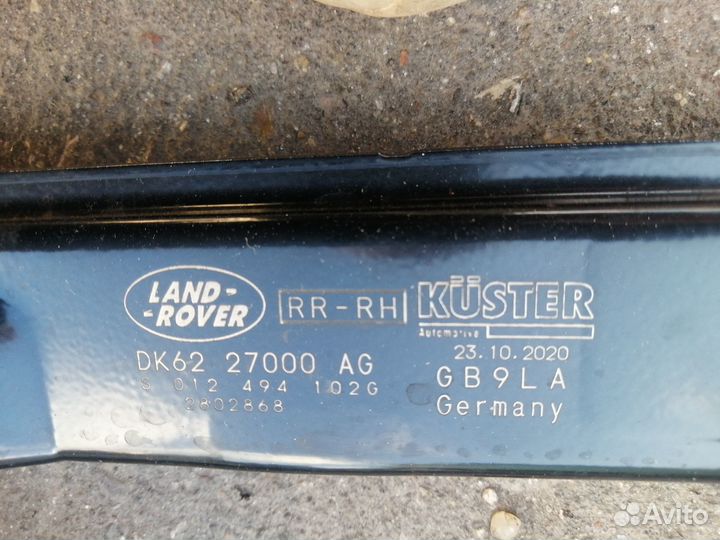 LAND-
-ROVER
RR-RH
KÜSTER
Automotive
23.10.2020
DK62 27000 AG
GB9LA
S 012 494 102G
2802868
Germany
Avito